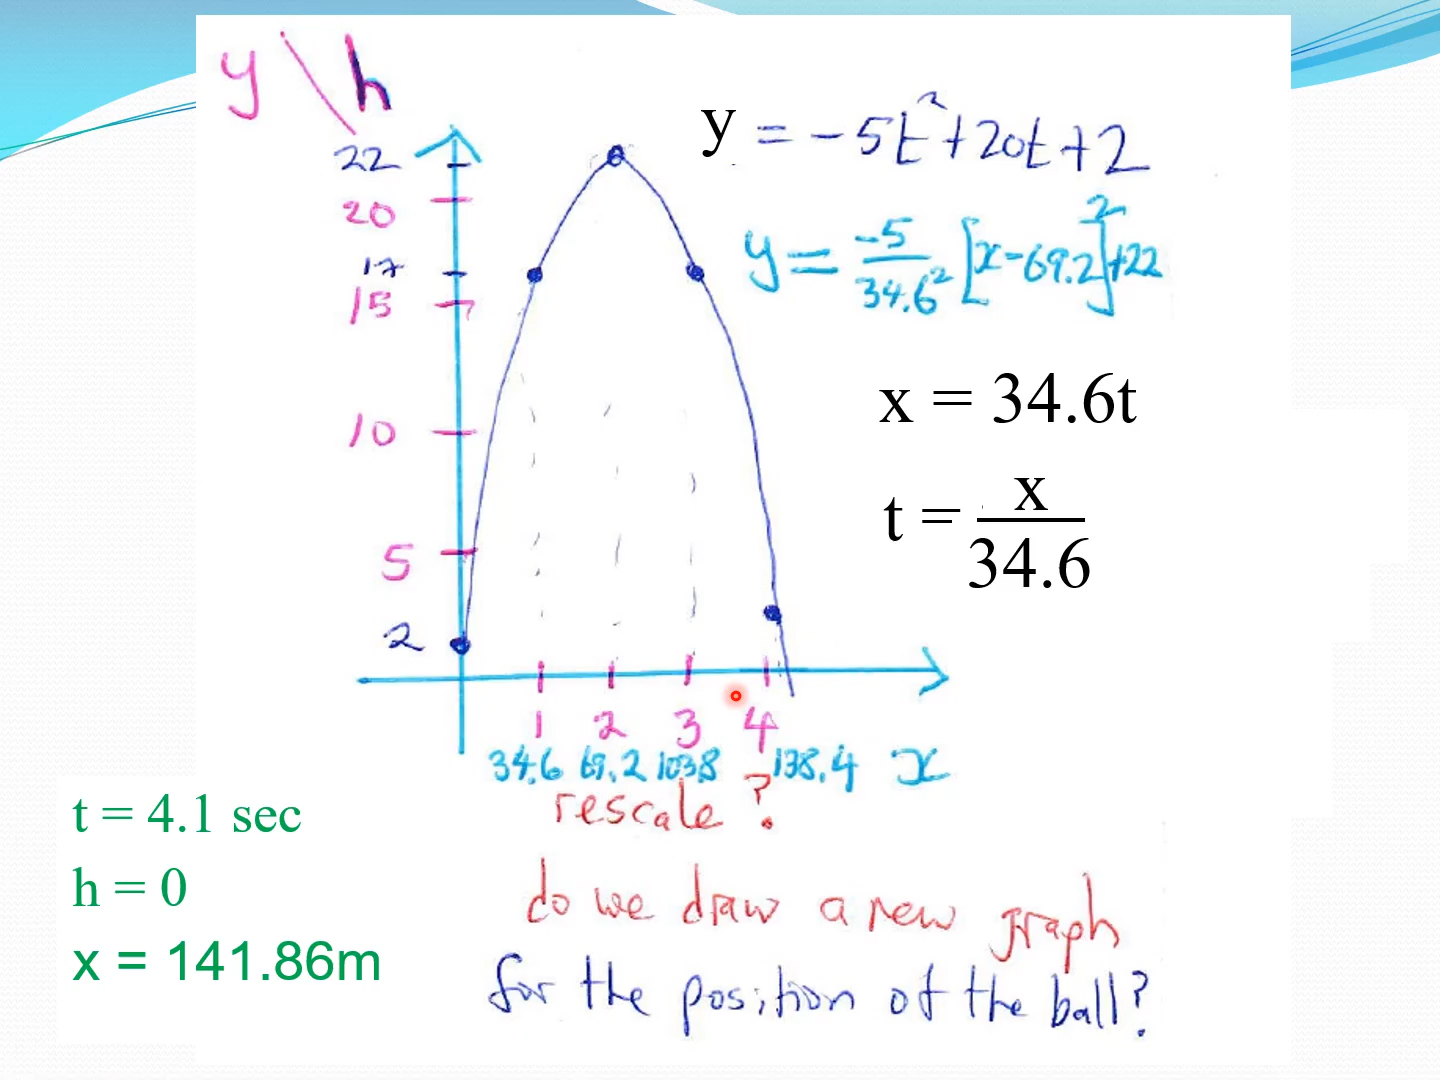 y \ h
y = -5t²+20t+2
22
20
17
15
10
5
2
y = -5/34.6² [x-69.2]²+22
x = 34.6t
t = x/34.6
1 2 3 4
34.6 69.2 103.8 138.4 x
rescale ?
t = 4.1 sec
h = 0
x = 141.86m
do we draw a new graph
for the position of the ball?